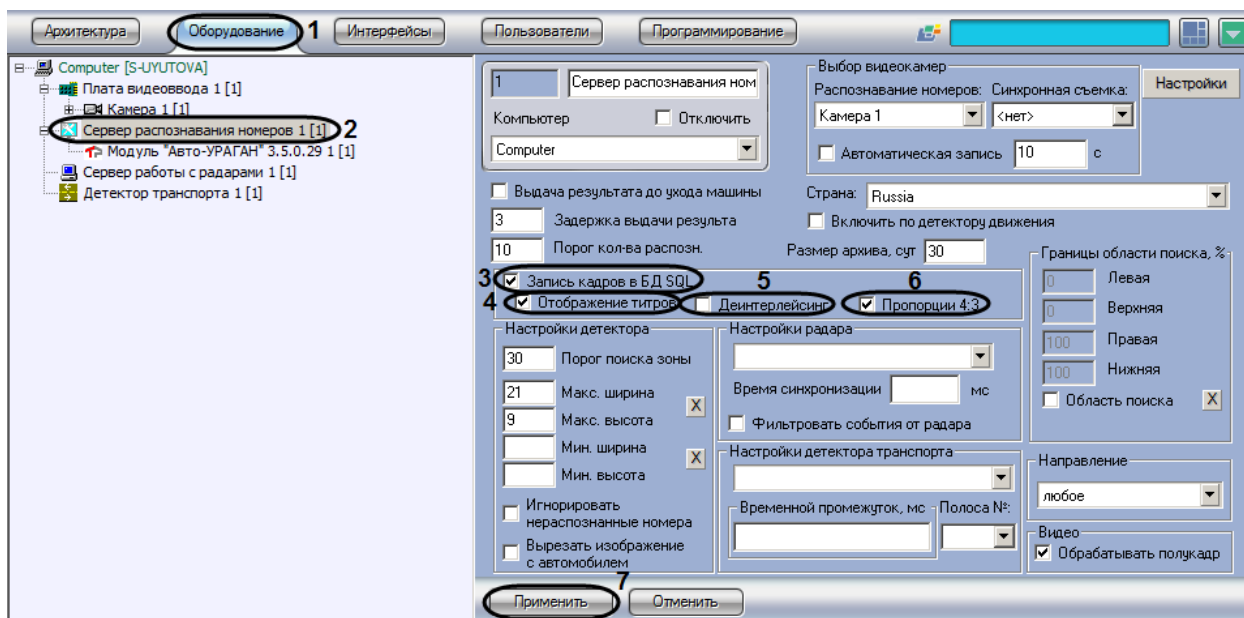 Архитектура Оборудование 1 Интерфейсы Пользователи Программирование
Computer [S-UYUTOVA]
Плата видеоввода 1 [1]
Камера 1 [1]
Сервер распознавания номеров 1 [1] 2
Модуль "Авто-УРАГАН" 3.5.0.29 1 [1]
Сервер работы с радарами 1 [1]
Детектор транспорта 1 [1]
1 Сервер распознавания ном
Компьютер Отключить
Computer
Выбор видеокамер
Распознавание номеров: Синхронная съемка:
Камера 1 <нет>
Автоматическая запись 10 с
Настройки
Выдача результата до ухода машины
3 Задержка выдачи результа
10 Порог кол-ва распозн.
Страна: Russia
Включить по детектору движения
Размер архива, сут 30
3 Запись кадров в БД SQL 5 6
4 Отображение титров Деинтерлейсинг Пропорции 4:3
Границы области поиска, %
0 Левая
0 Верхняя
100 Правая
100 Нижняя
Область поиска X
Настройки детектора
30 Порог поиска зоны
21 Макс. ширина
X
9 Макс. высота
Мин. ширина
X
Мин. высота
Игнорировать
нераспознанные номера
Вырезать изображение
с автомобилем
Настройки радара
Время синхронизации мс
Фильтровать события от радара
Настройки детектора транспорта
Временной промежуток, мс Полоса №:
Направление
любое
Видео
Обрабатывать полукадр
7
Применить Отменить